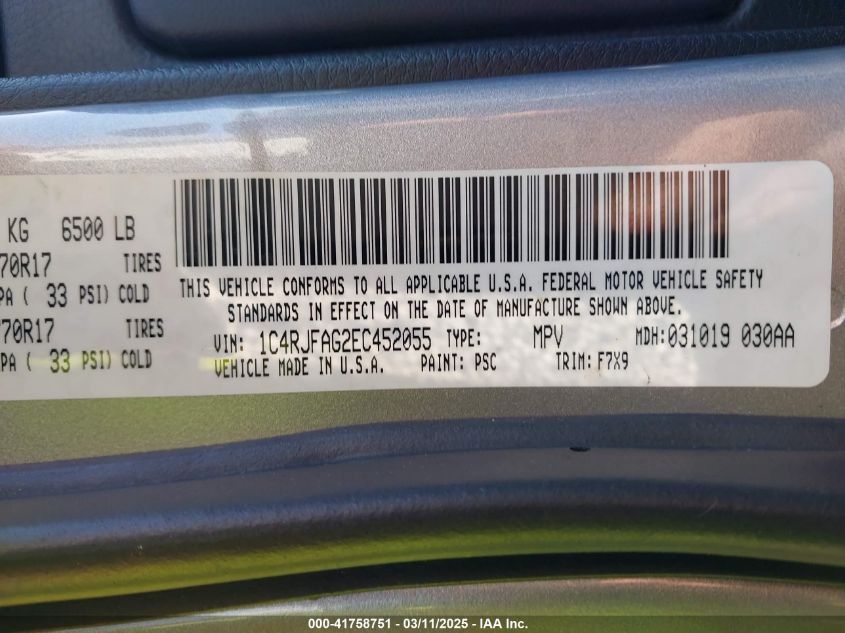 KG 6500 LB
70R17 TIRES
PA ( 33 PSI) COLD
70R17 TIRES
PA ( 33 PSI) COLD
THIS VEHICLE CONFORMS TO ALL APPLICABLE U.S.A. FEDERAL MOTOR VEHICLE SAFETY
STANDARDS IN EFFECT ON THE DATE OF MANUFACTURE SHOWN ABOVE.
VIN: 1C4RJFAG2EC452055 TYPE: MPV MDH:031019 030AA
VEHICLE MADE IN U.S.A. PAINT: PSC TRIM: F7X9
000-41758751 - 03/11/2025 - IAA Inc.